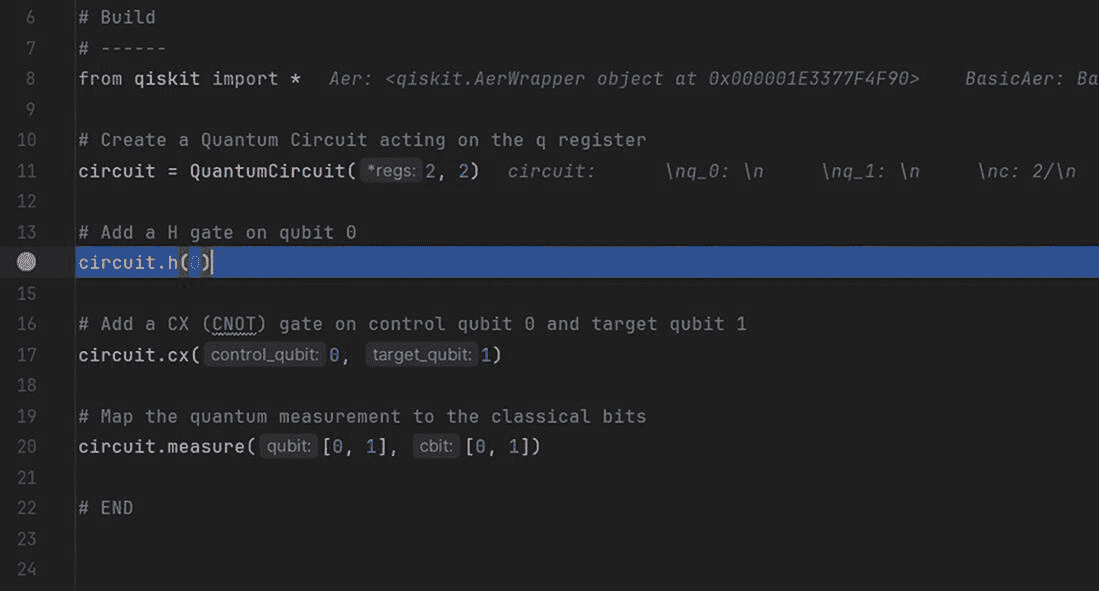 6 # Build
7 # ------
8 from qiskit import * Aer: <qiskit.AerWrapper object at 0x000001E3377F4F90> BasicAer: Ba
9
10 # Create a Quantum Circuit acting on the q register
11 circuit = QuantumCircuit( *regs: 2, 2) circuit: \nq_0: \n \nq_1: \n \nc: 2/\n
12
13 # Add a H gate on qubit 0
circuit.h(0)
15
16 # Add a CX (CNOT) gate on control qubit 0 and target qubit 1
17 circuit.cx( control_qubit: 0, target_qubit: 1)
18
19 # Map the quantum measurement to the classical bits
20 circuit.measure( qubit: [0, 1], cbit: [0, 1])
21
22 # END
23
24